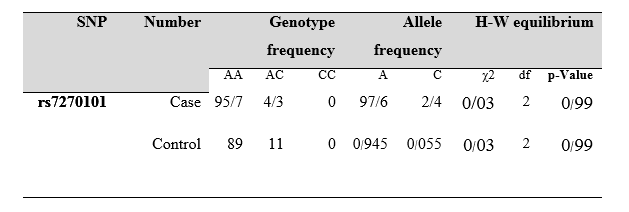 SNP Number Genotype frequency Allele frequency H-W equilibrium
AA AC CC A C χ2 df p-Value
rs7270101 Case 95/7 4/3 0 97/6 2/4 0/03 2 0/99
Control 89 11 0 0/945 0/055 0/03 2 0/99